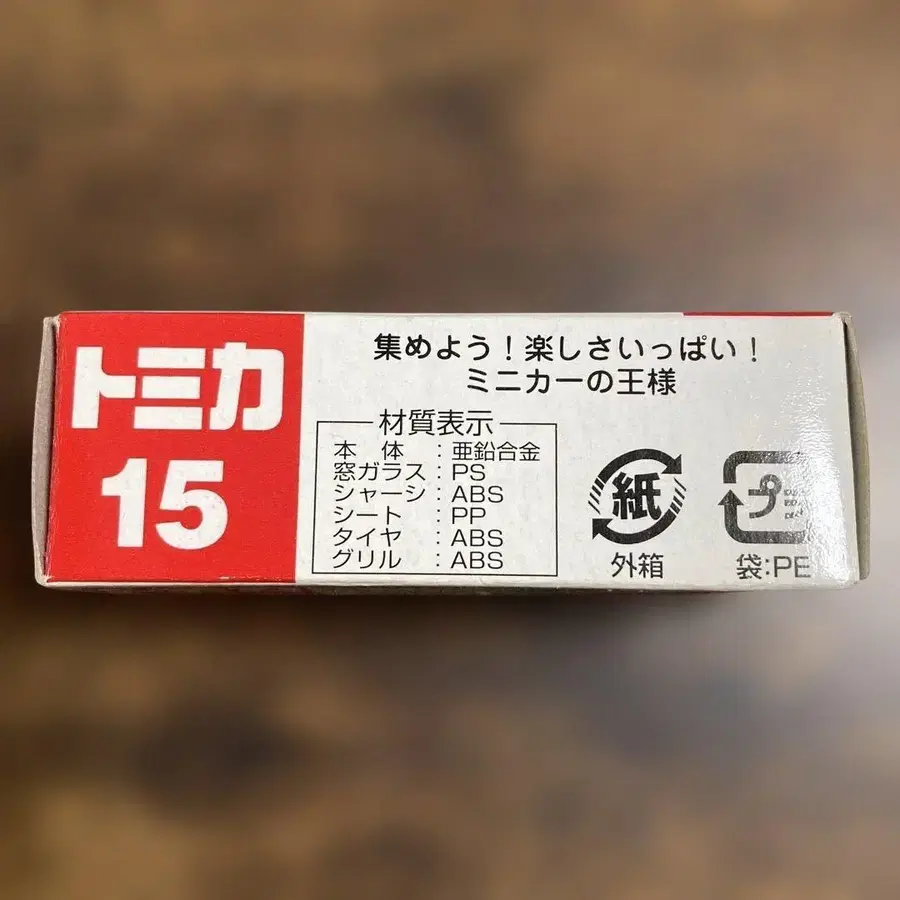 トミカ
15
集めよう！楽しさいっぱい！
ミニカーの王様
材質表示
本　体　：亜鉛合金
窓ガラス：PS
シャーシ：ABS
シート　：PP
タイヤ　：ABS
グリル　：ABS
紙
外箱
プラ
袋：PE